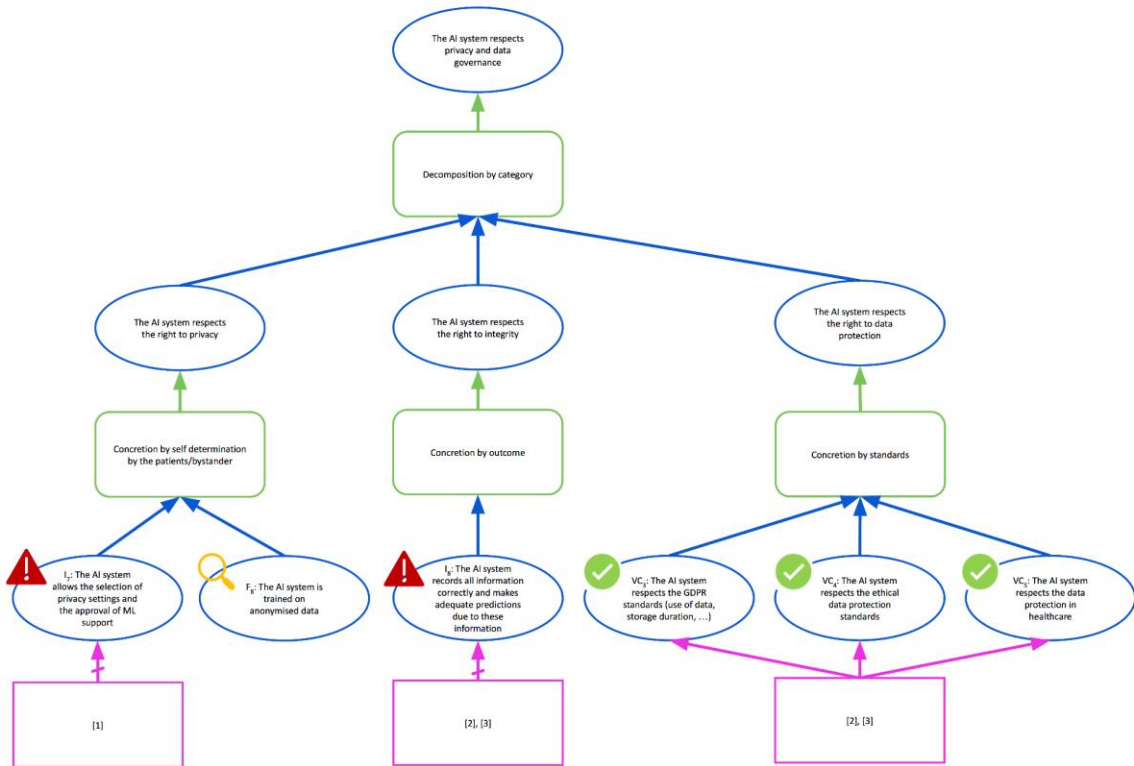 The AI system respects
privacy and data
governance
Decomposition by category
The AI system respects
the right to privacy
The AI system respects
the right to integrity
The AI system respects
the right to data
protection
Concretion by self determination
by the patients/bystander
Concretion by outcome
Concretion by standards
I7: The AI system
allows the selection of
privacy settings and
the approval of ML
support
F8: The AI system is
trained on
anonymised data
I8: The AI system
records all information
correctly and makes
adequate predictions
due to these
information
VC3: The AI system
respects the GDPR
standards (use of data,
storage duration, ...)
VC4: The AI system
respects the ethical
data protection
standards
VC5: The AI system
respects the data
protection in
healthcare
[1]
[2], [3]
[2], [3]